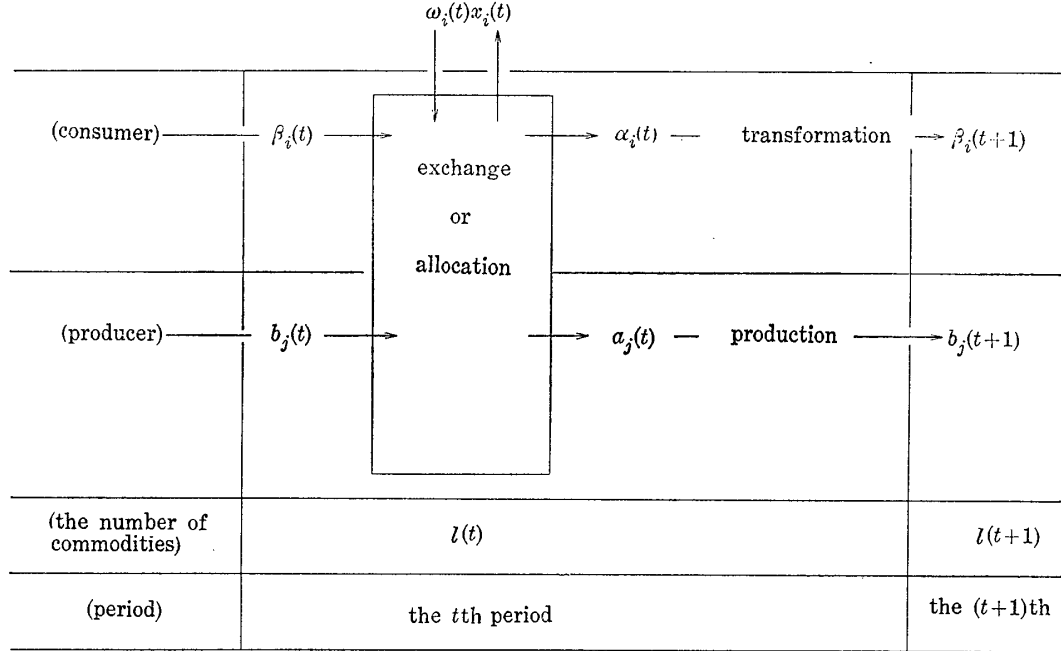 ω_i(t)x_i(t)
(consumer) β_i(t) α_i(t) transformation β_i(t+1)
exchange
or
allocation
(producer) b_j(t) a_j(t) production b_j(t+1)
(the number of
commodities) l(t) l(t+1)
(period) the tth period the (t+1)th